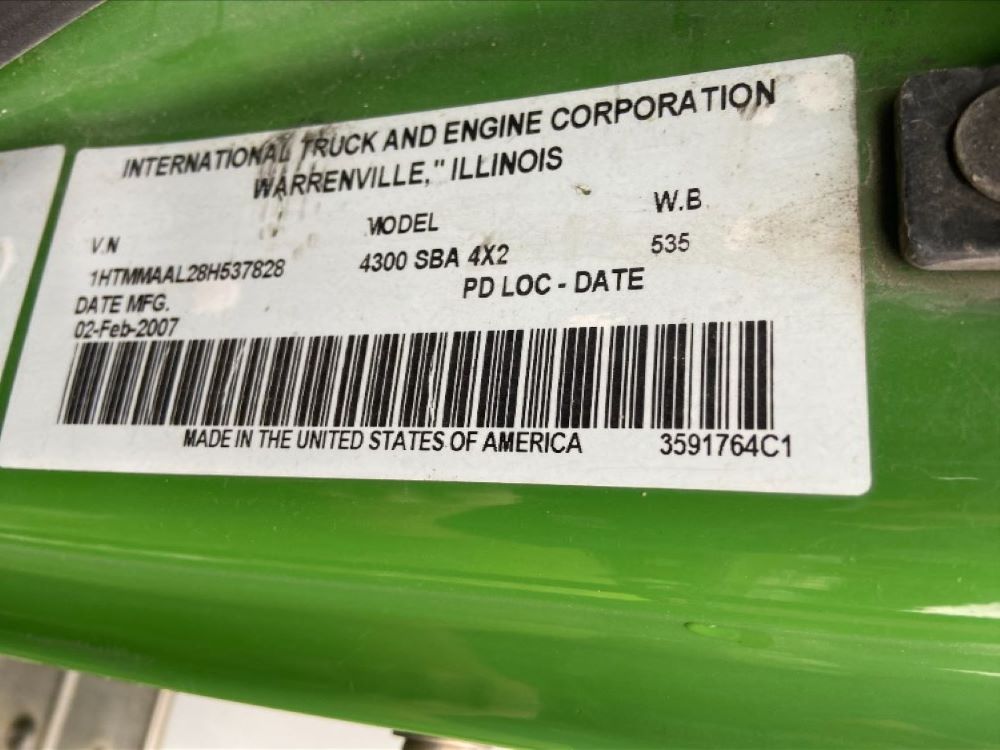 INTERNATIONAL TRUCK AND ENGINE CORPORATION
WARRENVILLE," ILLINOIS
VIN MODEL W.B
1HTMMAAL28H537828 4300 SBA 4X2 535
DATE MFG. PD LOC - DATE
02-Feb-2007
MADE IN THE UNITED STATES OF AMERICA 3591764C1